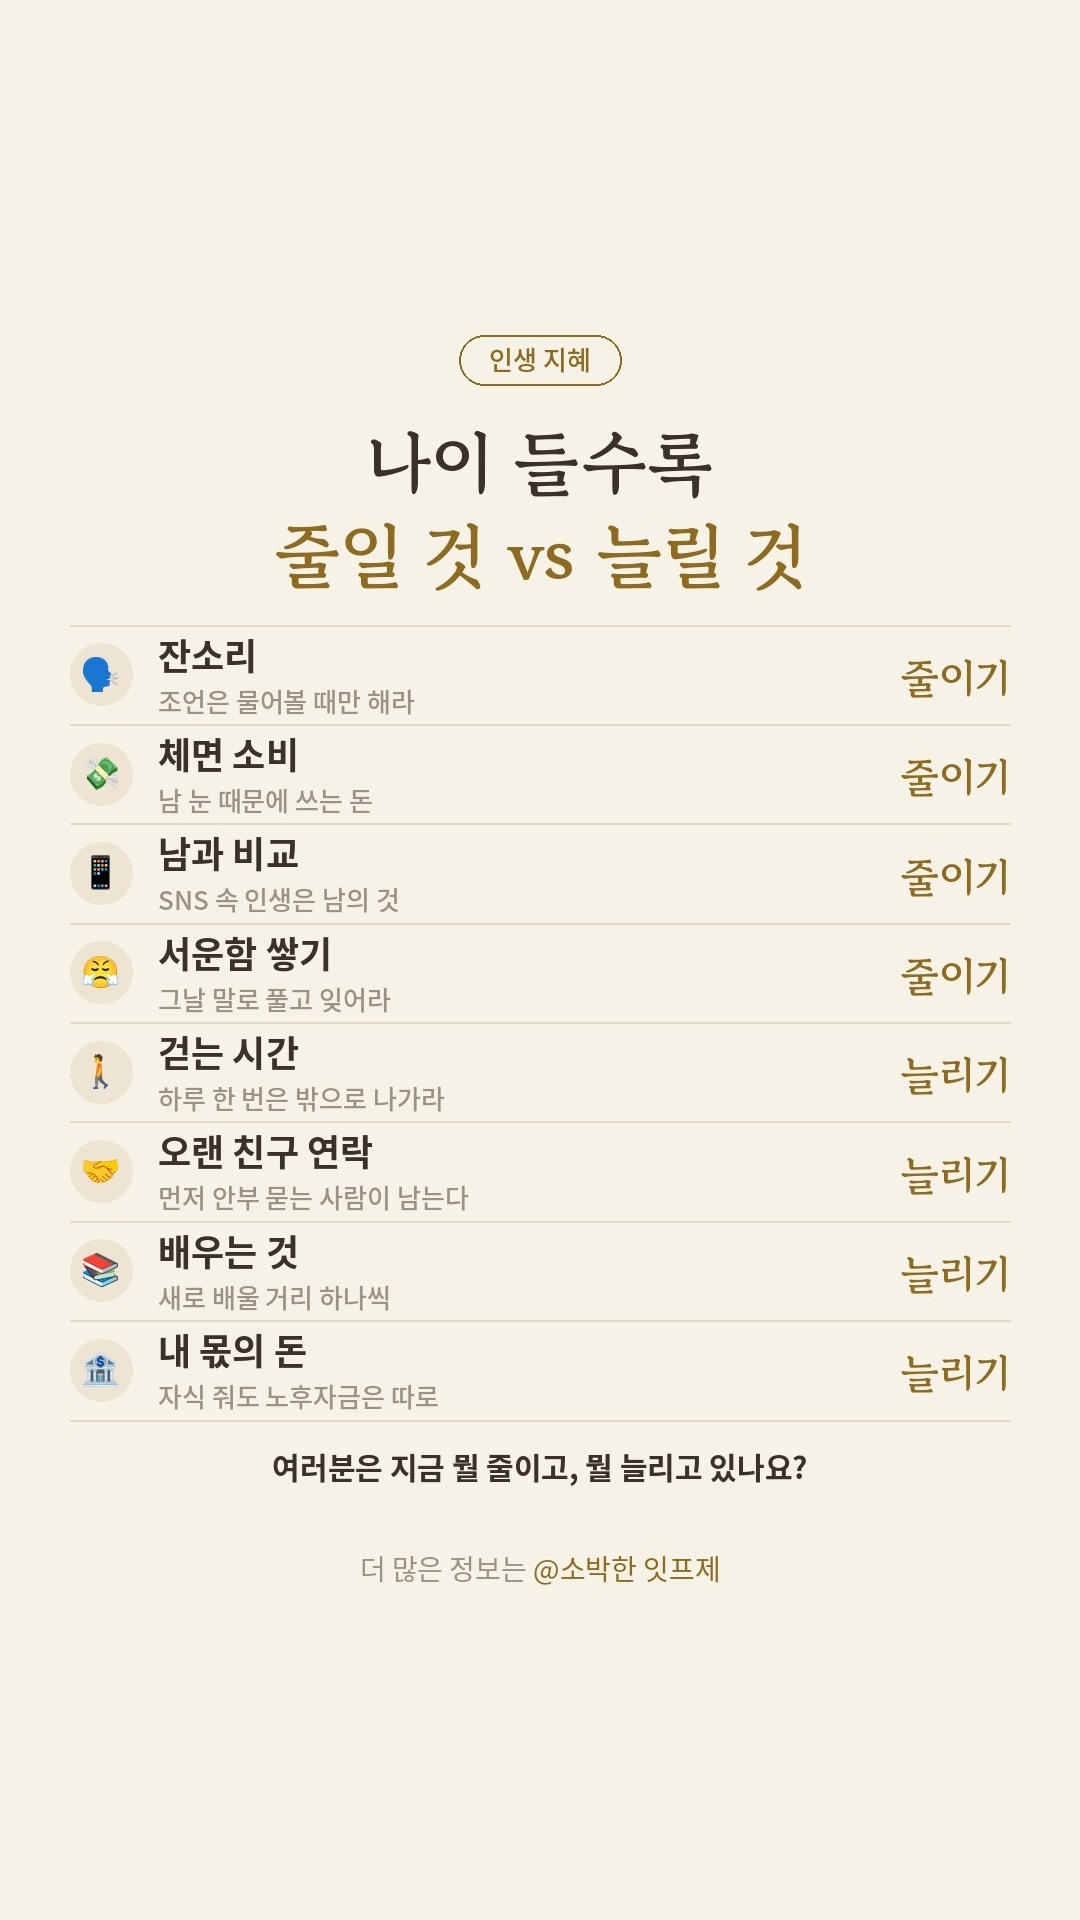 인생 지혜
나이 들수록
줄일 것 vs 늘릴 것
잔소리
조언은 물어볼 때만 해라
줄이기
체면 소비
남 눈 때문에 쓰는 돈
줄이기
남과 비교
SNS 속 인생은 남의 것
줄이기
서운함 쌓기
그날 말로 풀고 잊어라
줄이기
걷는 시간
하루 한 번은 밖으로 나가라
늘리기
오랜 친구 연락
먼저 안부 묻는 사람이 남는다
늘리기
배우는 것
새로 배울 거리 하나씩
늘리기
내 몫의 돈
자식 줘도 노후자금은 따로
늘리기
여러분은 지금 뭘 줄이고, 뭘 늘리고 있나요?
더 많은 정보는 @소박한 잇프제